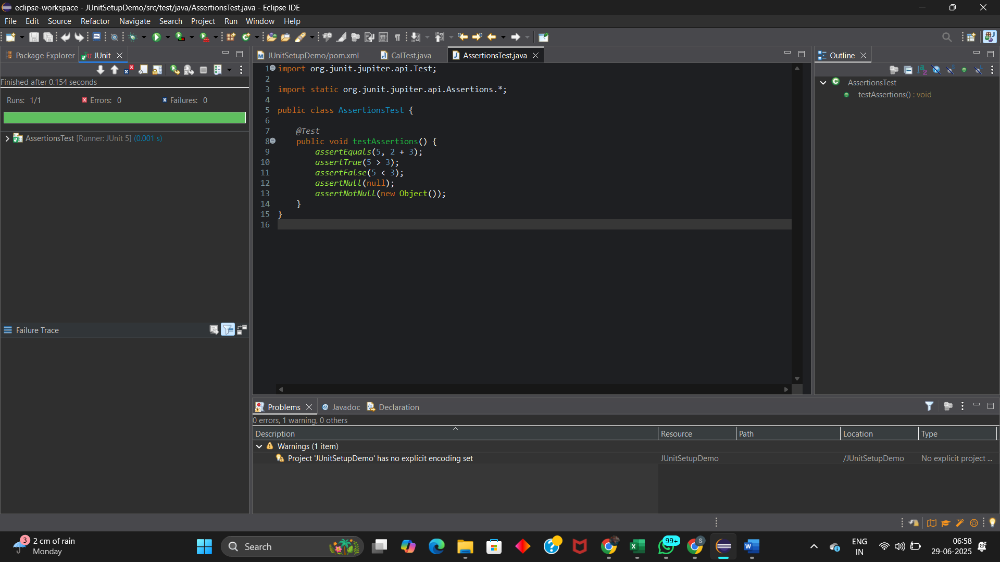 eclipse-workspace - JUnitSetupDemo/src/test/java/AssertionsTest.java - Eclipse IDE
File Edit Source Refactor Navigate Search Project Run Window Help
Package Explorer JUnit
Finished after 0.154 seconds
Runs: 1/1 Errors: 0 Failures: 0
AssertionsTest [Runner: JUnit 5] (0.001 s)
Failure Trace
JUnitSetupDemo/pom.xml CalTest.java AssertionsTest.java
1 import org.junit.jupiter.api.Test;
2
3 import static org.junit.jupiter.api.Assertions.*;
4
5 public class AssertionsTest {
6
7 @Test
8 public void testAssertions() {
9 assertEquals(5, 2 + 3);
10 assertTrue(5 > 3);
11 assertFalse(5 < 3);
12 assertNull(null);
13 assertNotNull(new Object());
14 }
15 }
16
Outline
AssertionsTest
testAssertions() : void
Problems Javadoc Declaration
0 errors, 1 warning, 0 others
Description Resource Path Location Type
Warnings (1 item)
Project 'JUnitSetupDemo' has no explicit encoding set JUnitSetupDemo /JUnitSetupDemo No explicit project ...
3
2 cm of rain
Monday
Search
99+
S
ENG
IN
06:58
29-06-2025